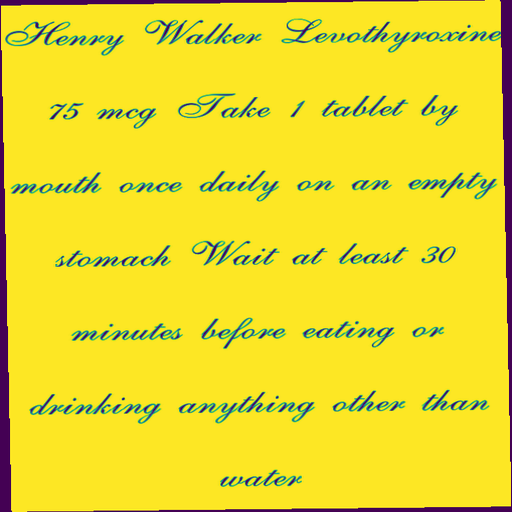 Henry Walker Levothyroxine
75 mcg Take 1 tablet by
mouth once daily on an empty
stomach Wait at least 30
minutes before eating or
drinking anything other than
water